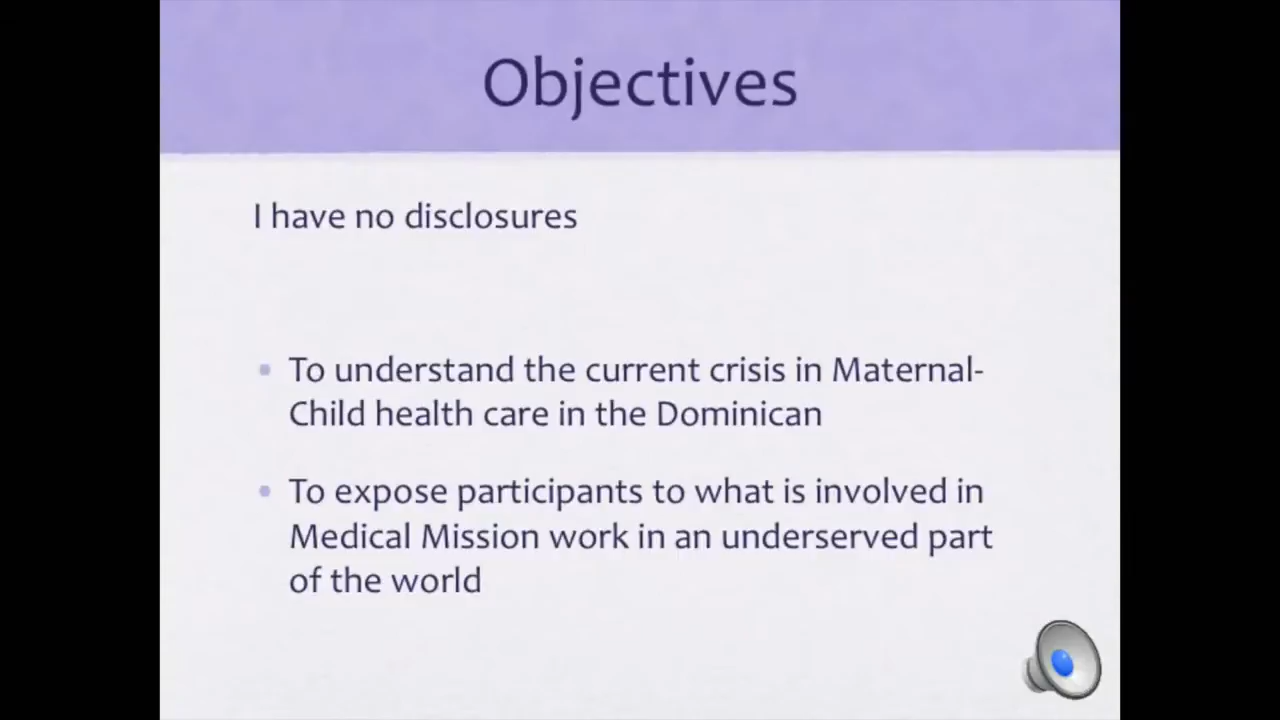 Objectives
I have no disclosures
• To understand the current crisis in Maternal-
Child health care in the Dominican
• To expose participants to what is involved in
Medical Mission work in an underserved part
of the world